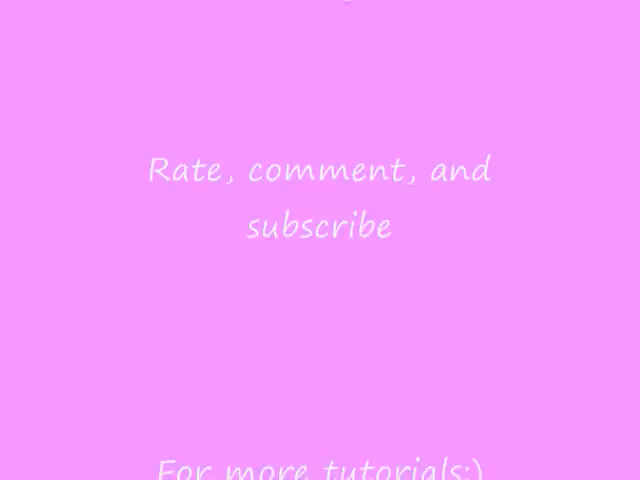 Rate, comment, and
subscribe
For more tutorials:)